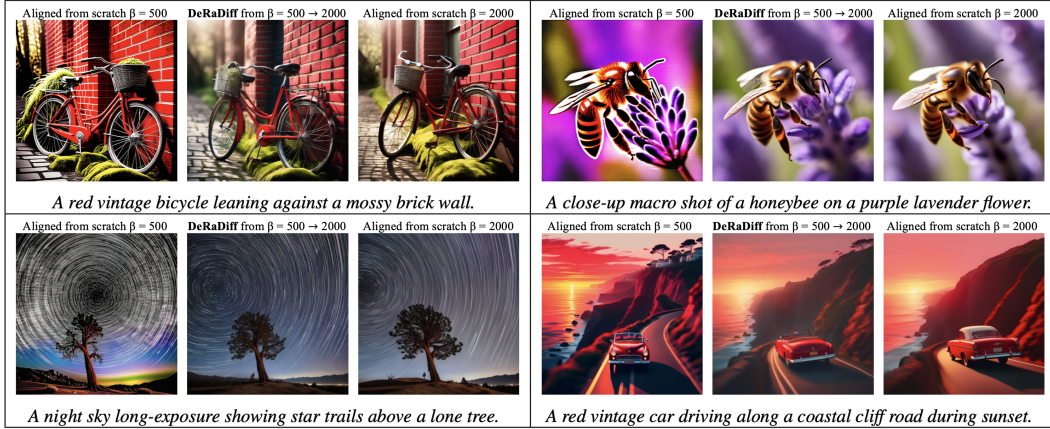 Aligned from scratch β = 500
DeRaDiff from β = 500 → 2000
Aligned from scratch β = 2000
A red vintage bicycle leaning against a mossy brick wall.
Aligned from scratch β = 500
DeRaDiff from β = 500 → 2000
Aligned from scratch β = 2000
A close-up macro shot of a honeybee on a purple lavender flower.
Aligned from scratch β = 500
DeRaDiff from β = 500 → 2000
Aligned from scratch β = 2000
A night sky long-exposure showing star trails above a lone tree.
Aligned from scratch β = 500
DeRaDiff from β = 500 → 2000
Aligned from scratch β = 2000
A red vintage car driving along a coastal cliff road during sunset.